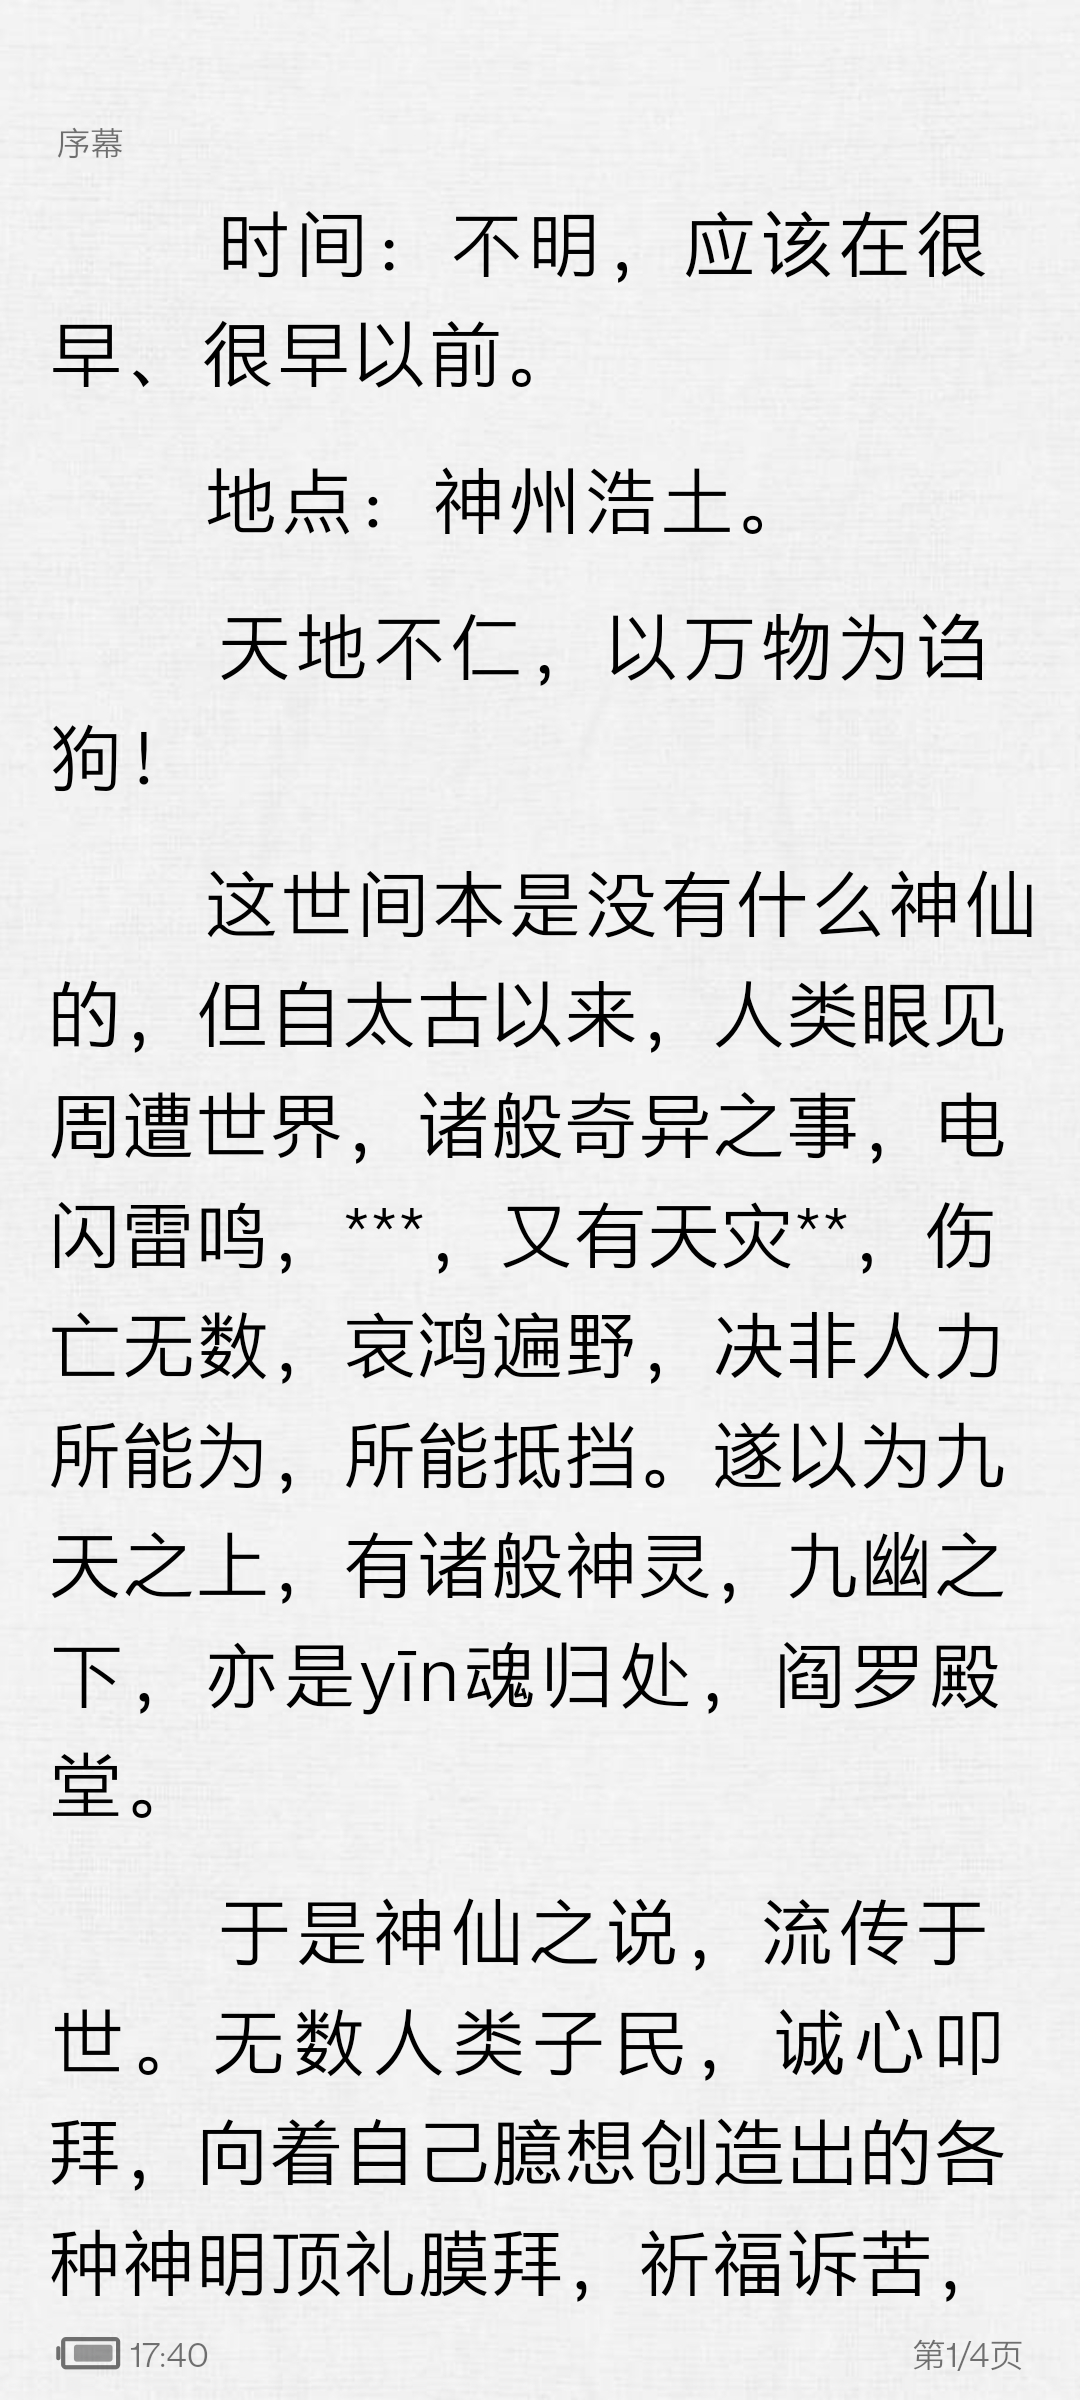 序幕
时间：不明，应该在很
早、很早以前。
地点：神州浩土。
天地不仁，以万物为诌
狗！
这世间本是没有什么神仙
的，但自太古以来，人类眼见
周遭世界，诸般奇异之事，电
闪雷鸣，***，又有天灾**，伤
亡无数，哀鸿遍野，决非人力
所能为，所能抵挡。遂以为九
天之上，有诸般神灵，九幽之
下，亦是yīn魂归处，阎罗殿
堂。
于是神仙之说，流传于
世。无数人类子民，诚心叩
拜，向着自己臆想创造出的各
种神明顶礼膜拜，祈福诉苦，
17:40
第1/4页